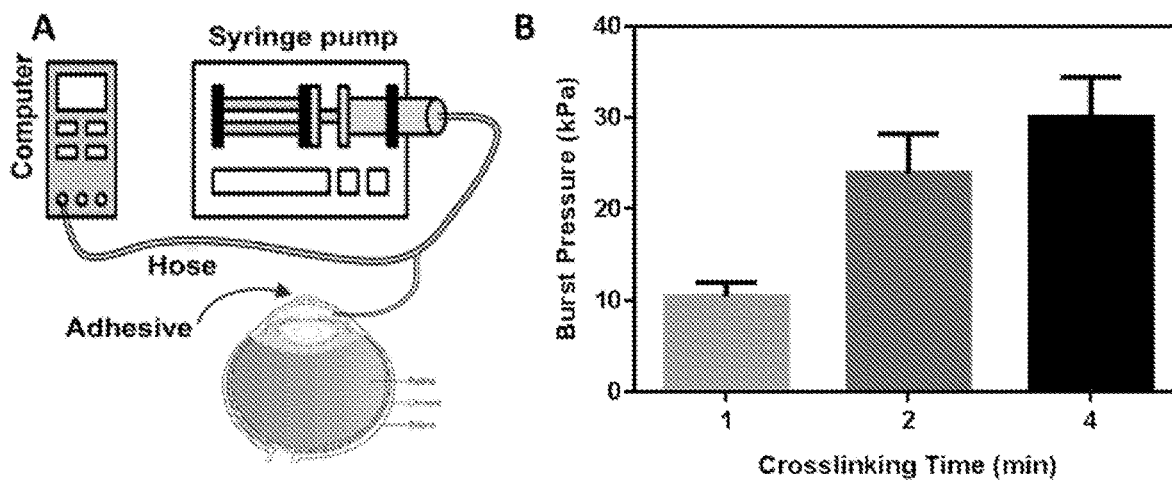 A
Syringe pump
Computer
Hose
Adhesive
B
Burst Pressure (kPa)
40
30
20
10
0
1
2
4
Crosslinking Time (min)